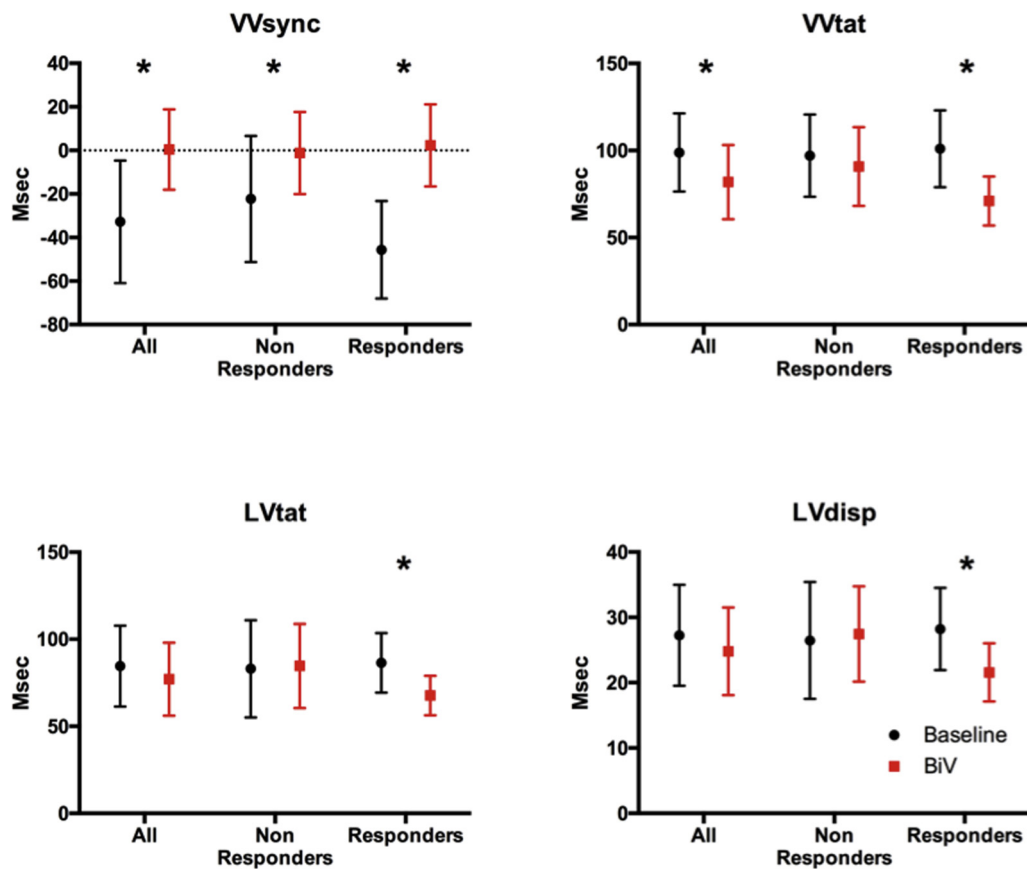 VVsync
40
20
0
-20
-40
-60
-80
Msec
* * *
All Non Responders
Responders
VVtat
150
100
50
0
Msec
* *
All Non Responders
Responders
LVtat
150
100
50
0
Msec
*
All Non Responders
Responders
LVdisp
40
30
20
10
0
Msec
*
Baseline
BiV
All Non Responders
Responders